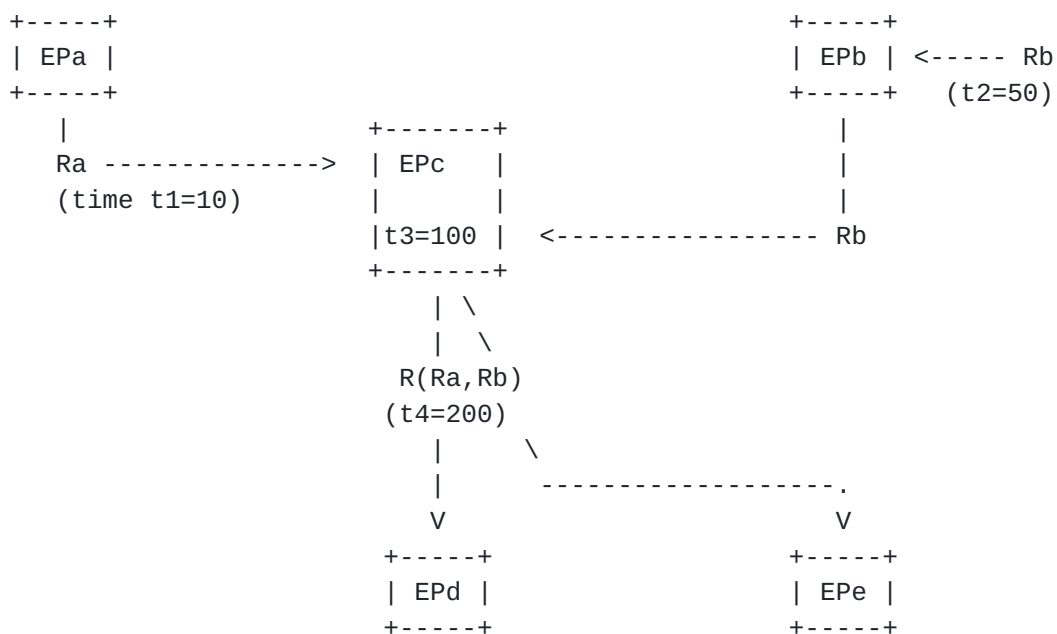 +-----+ +-----+
| EPa | | EPb | <----- Rb
+-----+ +-----+ (t2=50)
| +-------+ |
Ra --------------> | EPc | |
(time t1=10) | | |
|t3=100 | <----------------- Rb
+-------+
| \
| \
R(Ra,Rb)
(t4=200)
| \
| -------------------.
V V
+-----+ +-----+
| EPd | | EPe |
+-----+ +-----+